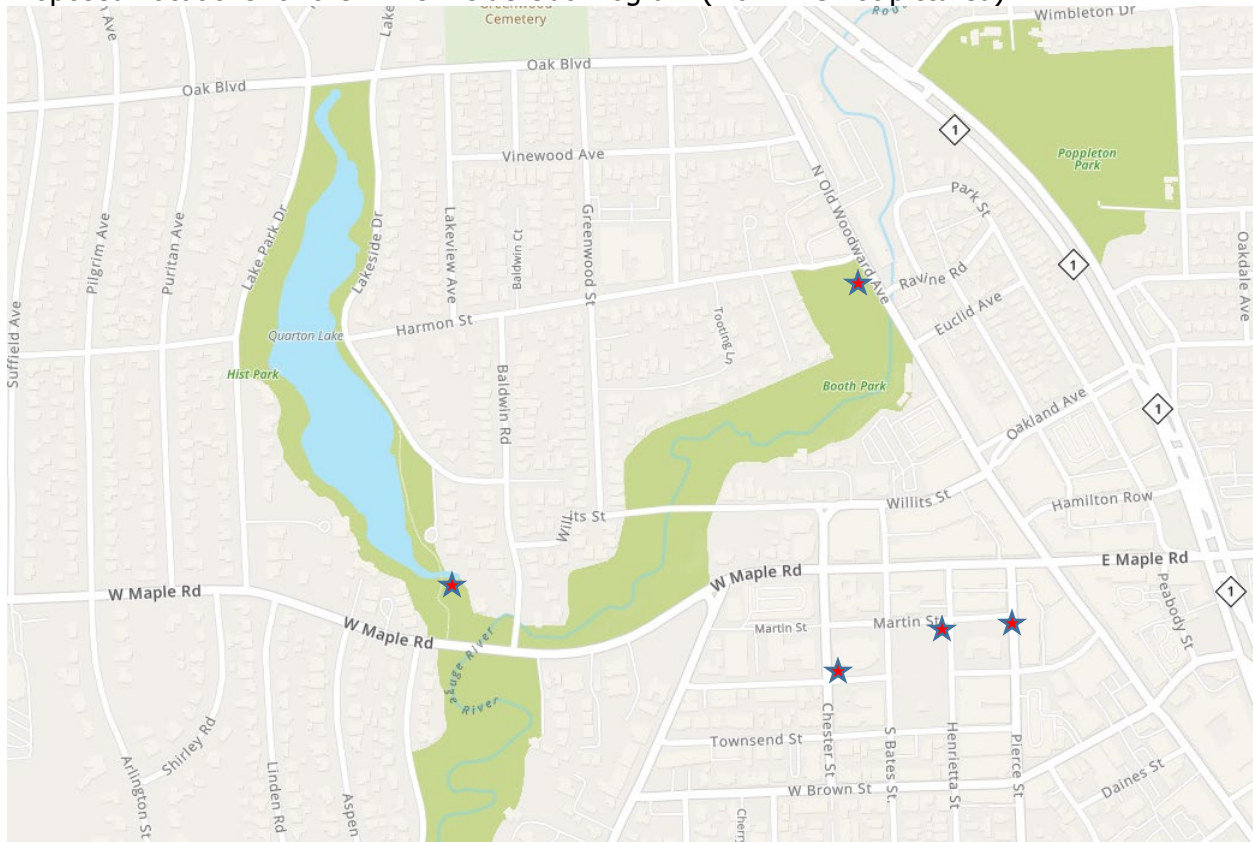 Cemetery
Wimbleton Dr
Oak Blvd
Oak Blvd
Vinewood Ave
Poppleton
Park
Park St
N Old Woodward Ave
Ravine Rd
Euclid Ave
Oakland Ave
Oakdale Ave
1
1
1
1
Pilgrim Ave
Puritan Ave
Lake Park Dr
Lakeside Dr
Lakeview Ave
Baldwin Ct
Greenwood St
Suffield Ave
Harmon St
Quarton Lake
Hist Park
Baldwin Rd
Tooting Ln
Booth Park
Willits St
Willits St
Hamilton Row
W Maple Rd
W Maple Rd
W Maple Rd
E Maple Rd
Peabody St
Martin St
Martin St
River
Chester St
S Bates St.
Henrietta St
Pierce St
Townsend St
W Brown St
Daines St
Shirley Rd
Arlington St
Linden Rd
Aspen
Cherry